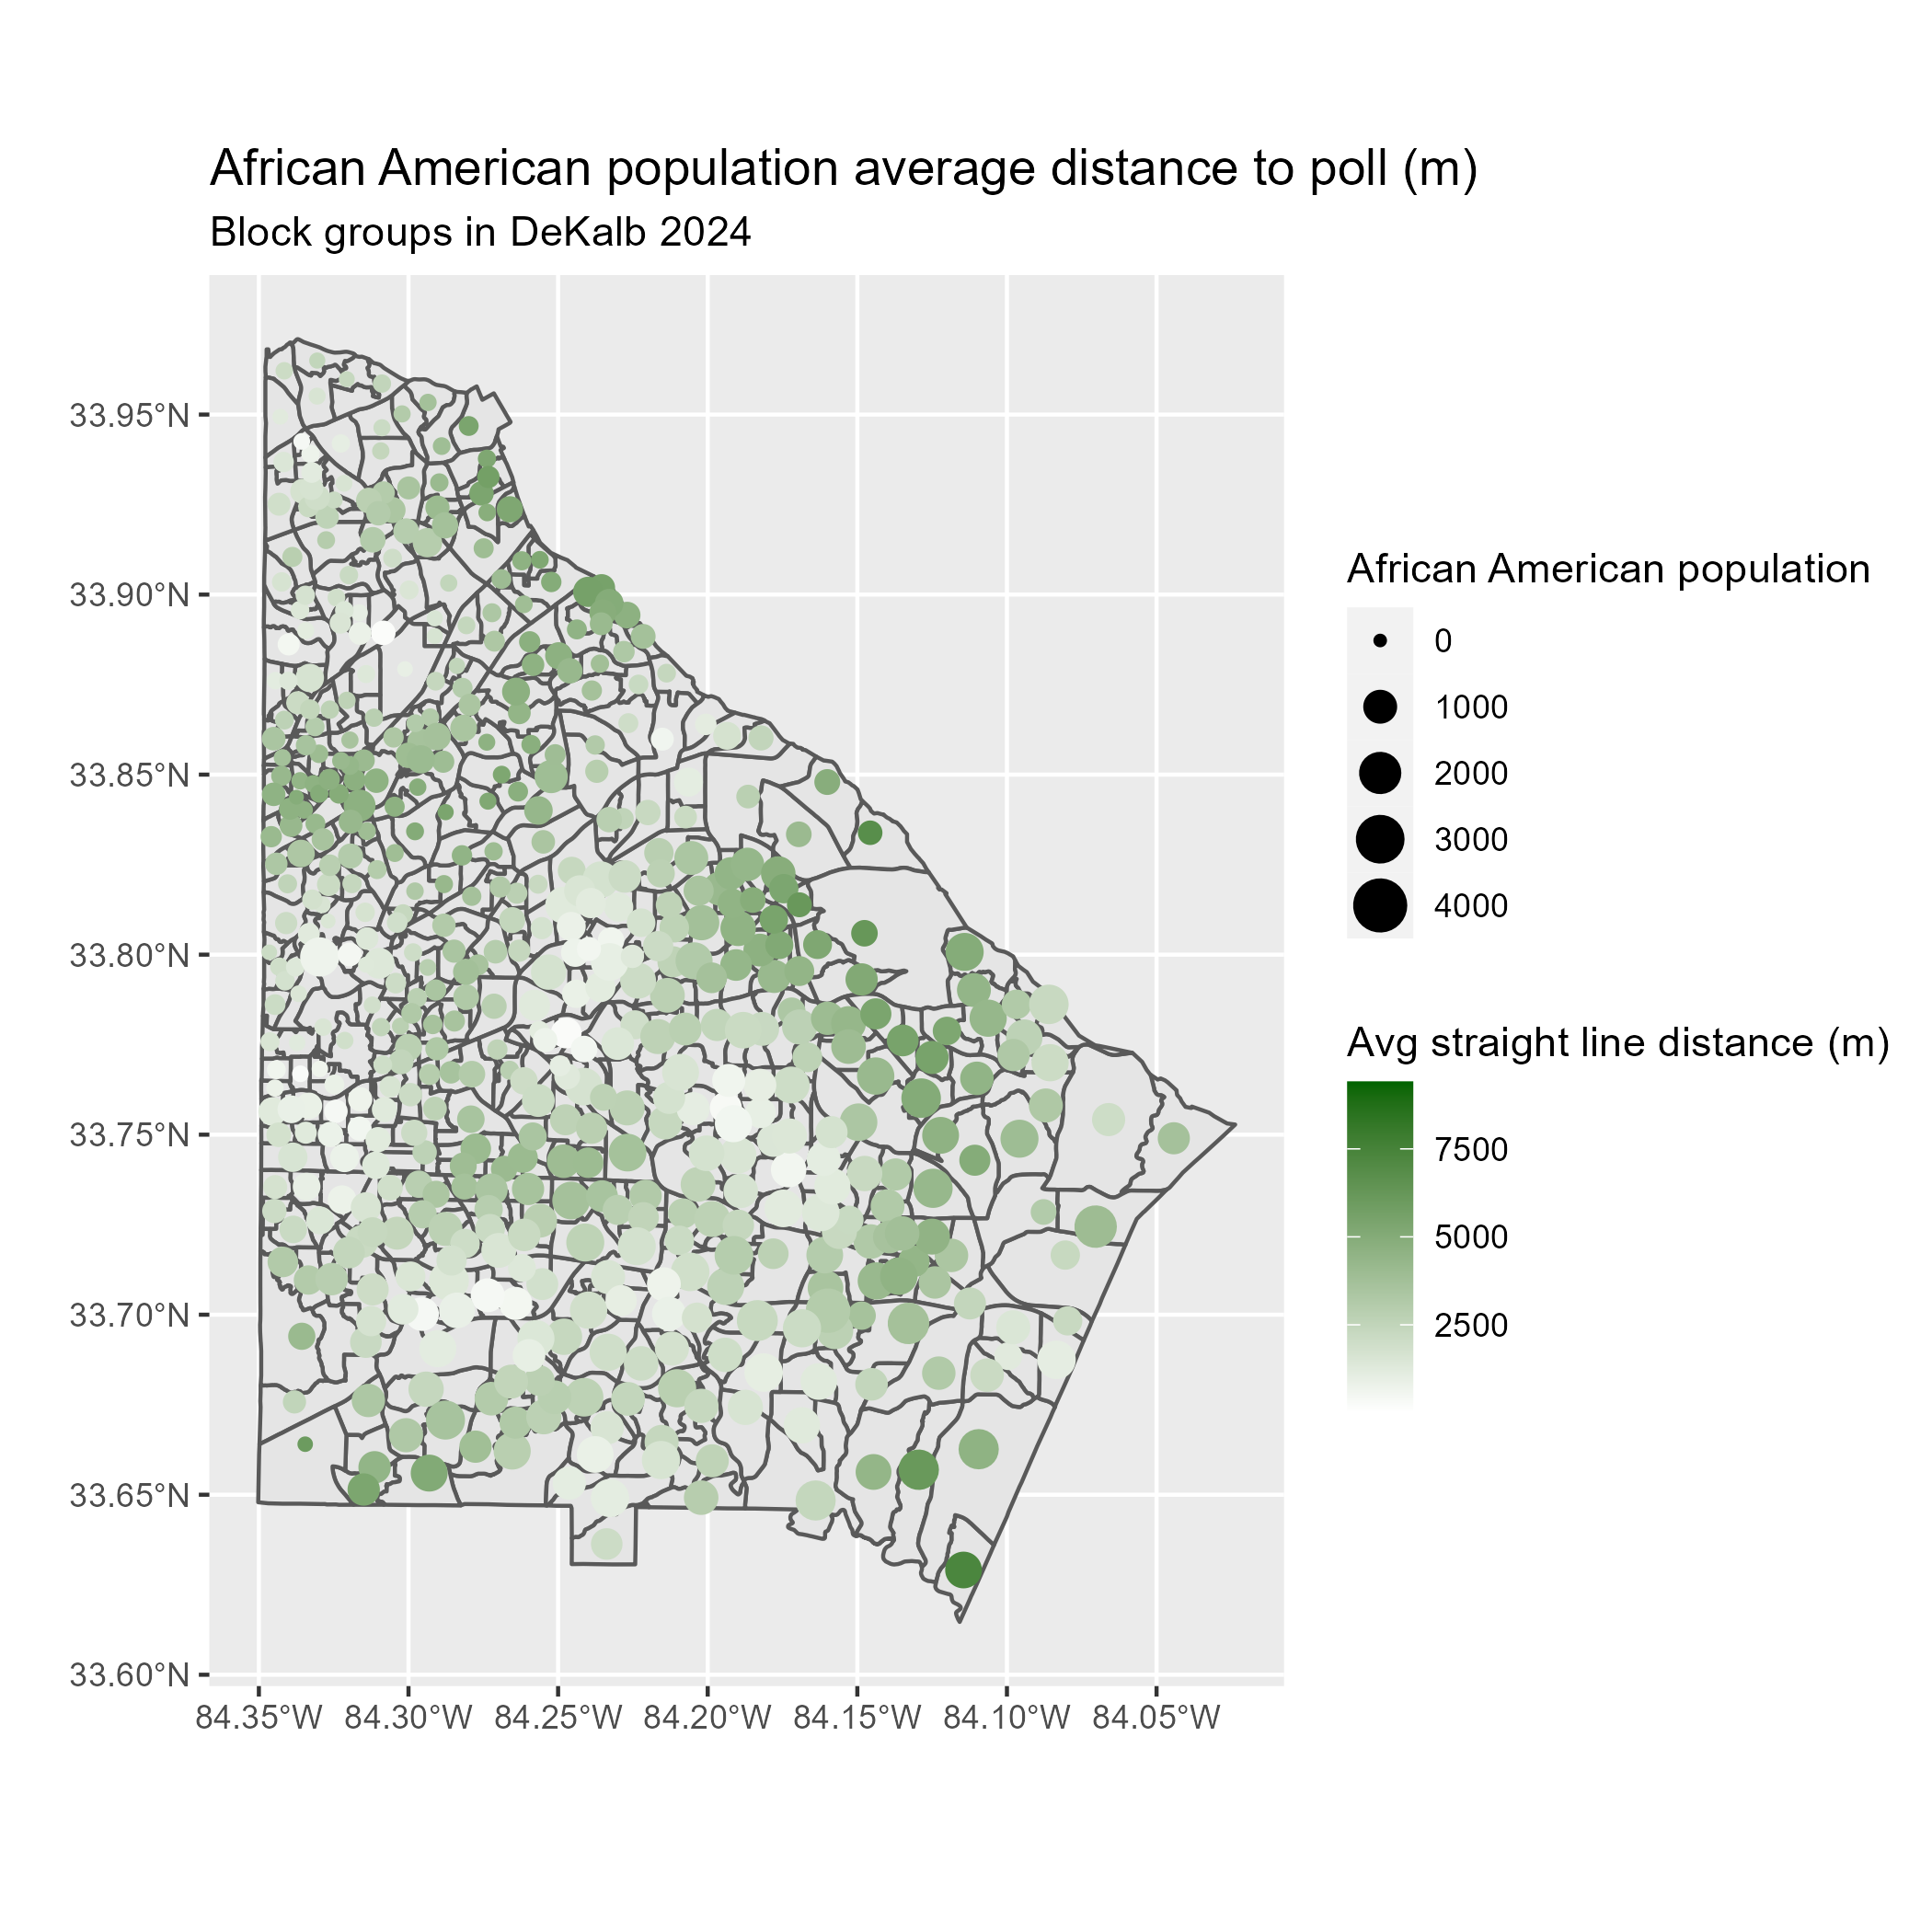 African American population average distance to poll (m)
Block groups in DeKalb 2024
33.95°N
33.90°N
33.85°N
33.80°N
33.75°N
33.70°N
33.65°N
33.60°N
84.35°W 84.30°W 84.25°W 84.20°W 84.15°W 84.10°W 84.05°W
African American population
0
1000
2000
3000
4000
Avg straight line distance (m)
7500
5000
2500